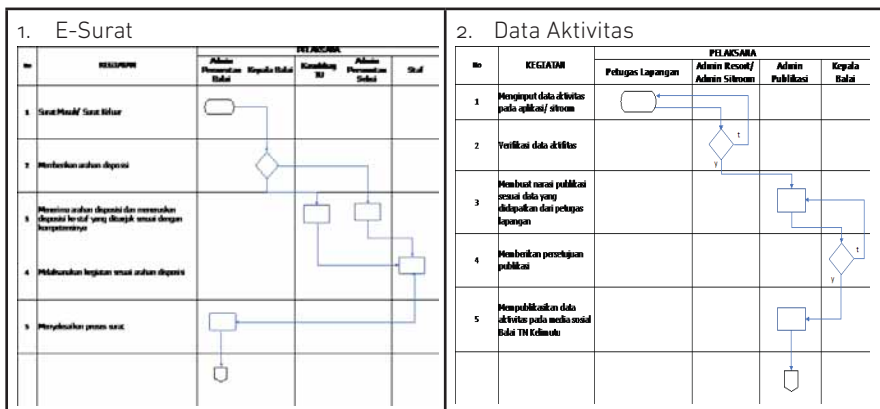 1. E-Surat
PELAKSANA
No
KEGIATAN
Admin
Persuratan
Balai
Kepala Balai
Kasubbag
TU
Admin
Persuratan
Seksi
Staf
1 Surat Masuk/ Surat Keluar
2 Memberikan arahan disposisi
3 Menerima arahan disposisi dan meneruskan
disposisi ke staf yang ditunjuk sesuai dengan
kompetensinya
4 Melaksanakan kegiatan sesuai arahan disposisi
5 Menyelesaikan proses surat
2. Data Aktivitas
PELAKSANA
No
KEGIATAN
Petugas Lapangan
Admin Resort/
Admin Sitroom
Admin
Publikasi
Kepala
Balai
1 Menginput data aktivitas
pada aplikasi/ sitroom
t
2 Verifikasi data aktifitas
y
3 Membuat narasi publikasi
sesuai data yang
didapatkan dari petugas
lapangan
4 Memberikan persetujuan
publikasi
t
y
5 Mempublikasikan data
aktivitas pada media sosial
Balai TN Kelimutu